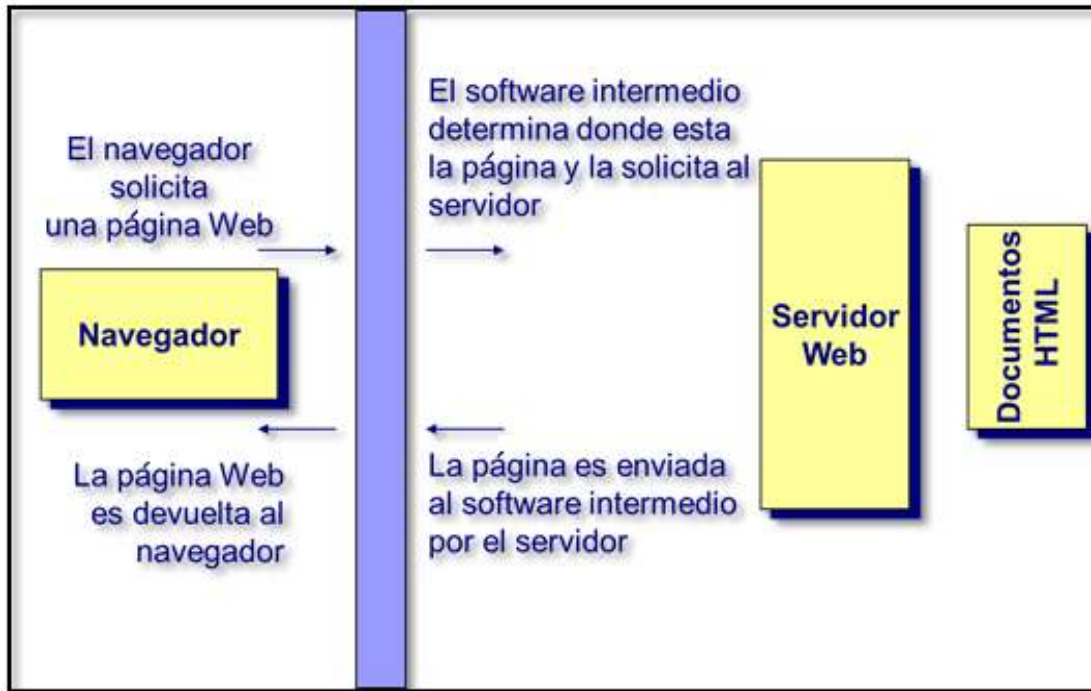 El navegador
solicita
una página Web
Navegador
La página Web
es devuelta al
navegador
El software intermedio
determina donde esta
la página y la solicita al
servidor
La página es enviada
al software intermedio
por el servidor
Servidor
Web
Documentos
HTML